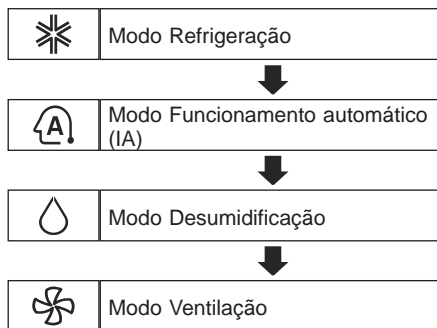 Modo Refrigeração
A
Modo Funcionamento automático
(IA)
Modo Desumidificação
Modo Ventilação